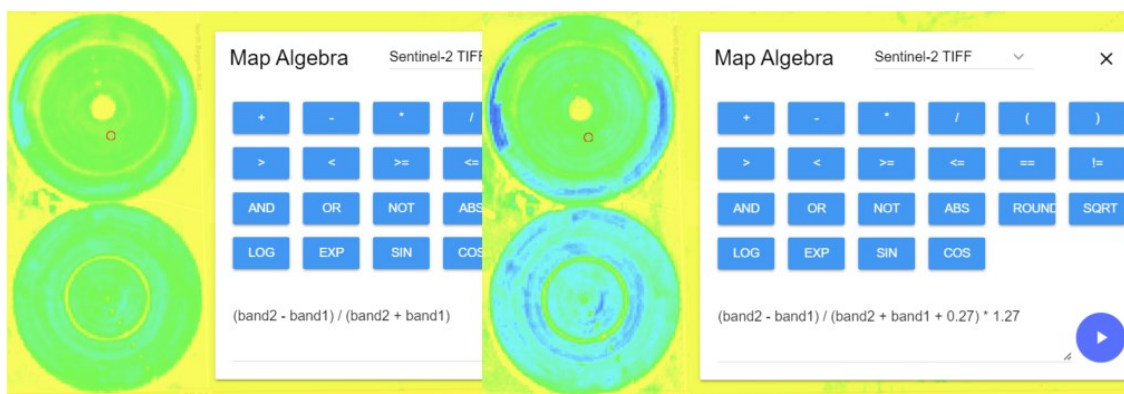 Map Algebra Sentinel-2 TIFF
+ - * /
> < >= <=
AND OR NOT ABS
LOG EXP SIN COS
(band2 - band1) / (band2 + band1)
Map Algebra Sentinel-2 TIFF ×
+ - * / ( )
> < >= <= == !=
AND OR NOT ABS ROUND SQRT
LOG EXP SIN COS
(band2 - band1) / (band2 + band1 + 0.27) * 1.27